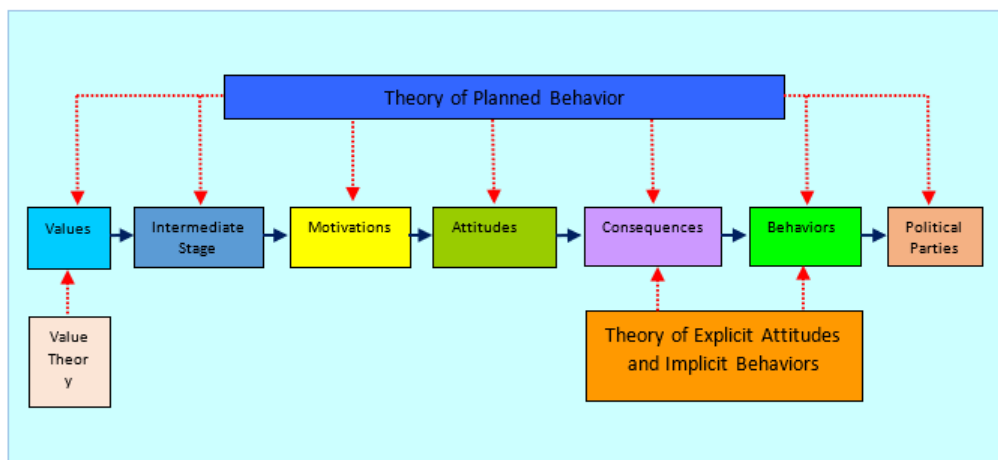 Theory of Planned Behavior
Values
Intermediate
Stage
Motivations
Attitudes
Consequences
Behaviors
Political
Parties
Value
Theor
y
Theory of Explicit Attitudes
and Implicit Behaviors